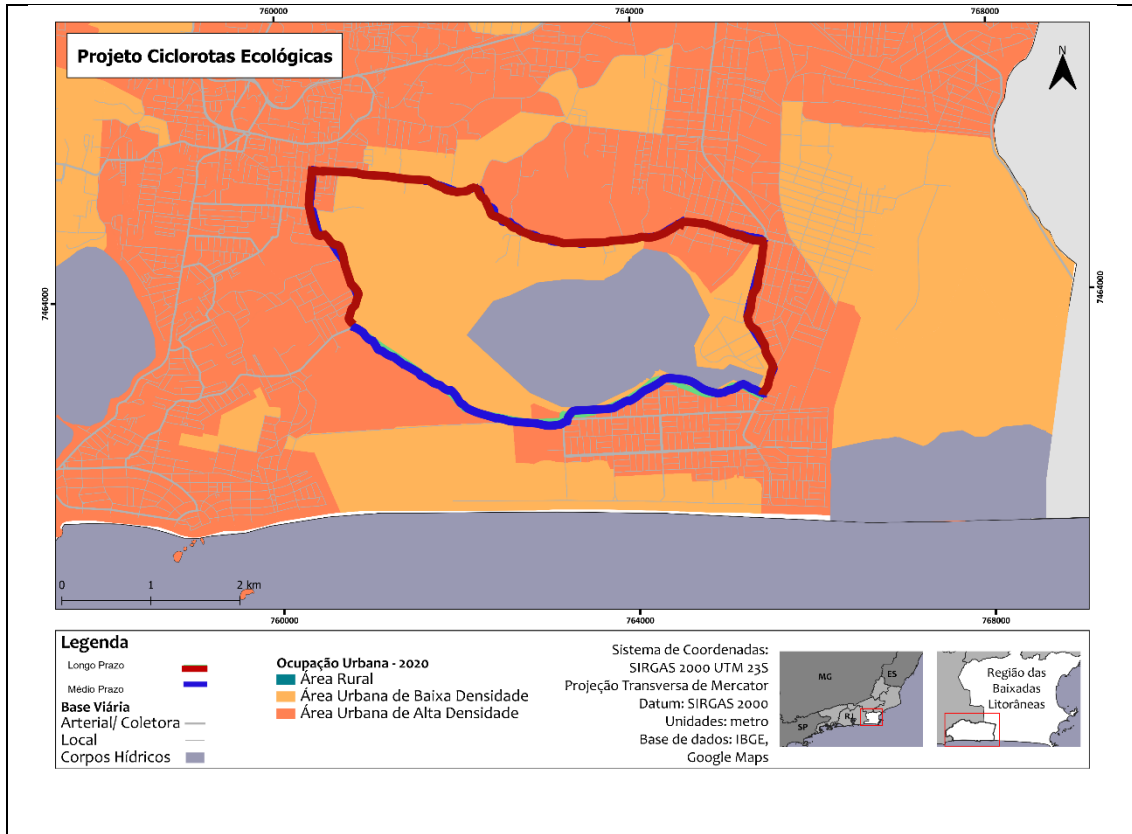 760000
764000
768000
Projeto Ciclorotas Ecológicas
N
7464000
7464000
0 1 2 km
760000
764000
768000
Legenda
Longo Prazo
Médio Prazo
Base Viária
Arterial/ Coletora
Local
Corpos Hídricos
Ocupação Urbana - 2020
Área Rural
Área Urbana de Baixa Densidade
Área Urbana de Alta Densidade
Sistema de Coordenadas:
SIRGAS 2000 UTM 23S
Projeção Transversa de Mercator
Datum: SIRGAS 2000
Unidades: metro
Base de dados: IBGE,
Google Maps
MG
ES
RJ
SP
Região das
Baixadas
Litorâneas